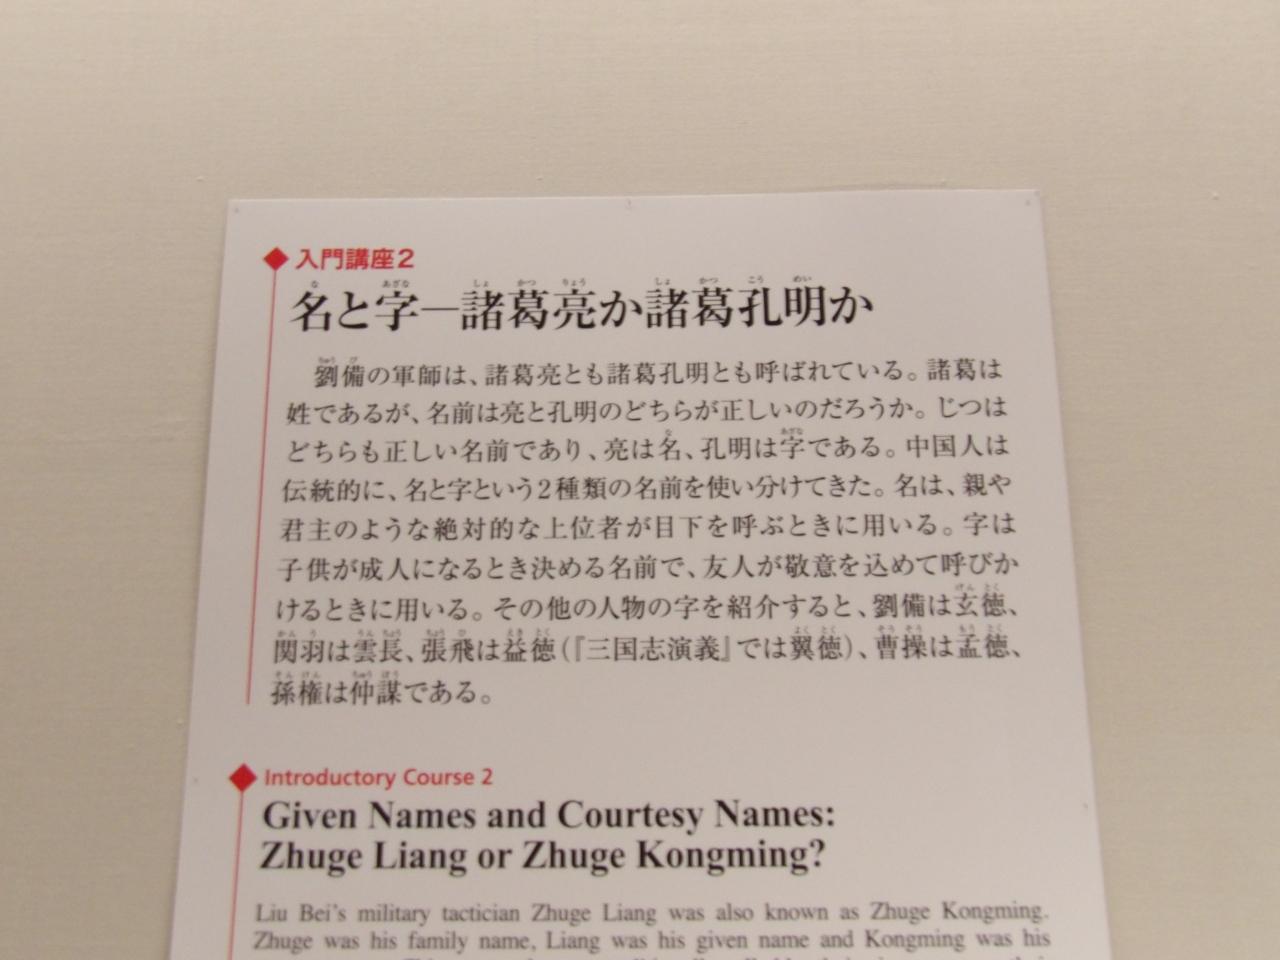 入門講座2
名と字―諸葛亮か諸葛孔明か
劉備の軍師は、諸葛亮とも諸葛孔明とも呼ばれている。諸葛は
姓であるが、名前は亮と孔明のどちらが正しいのだろうか。じつは
どちらも正しい名前であり、亮は名、孔明は字である。中国人は
伝統的に、名と字という2種類の名前を使い分けてきた。名は、親や
君主のような絶対的な上位者が目下を呼ぶときに用いる。字は
子供が成人になるとき決める名前で、友人が敬意を込めて呼びか
けるときに用いる。その他の人物の字を紹介すると、劉備は玄徳、
関羽は雲長、張飛は益徳(『三国志演義』では翼徳)、曹操は孟徳、
孫権は仲謀である。
Introductory Course 2
Given Names and Courtesy Names:
Zhuge Liang or Zhuge Kongming?
Liu Bei's military tactician Zhuge Liang was also known as Zhuge Kongming.
Zhuge was his family name, Liang was his given name and Kongming was his